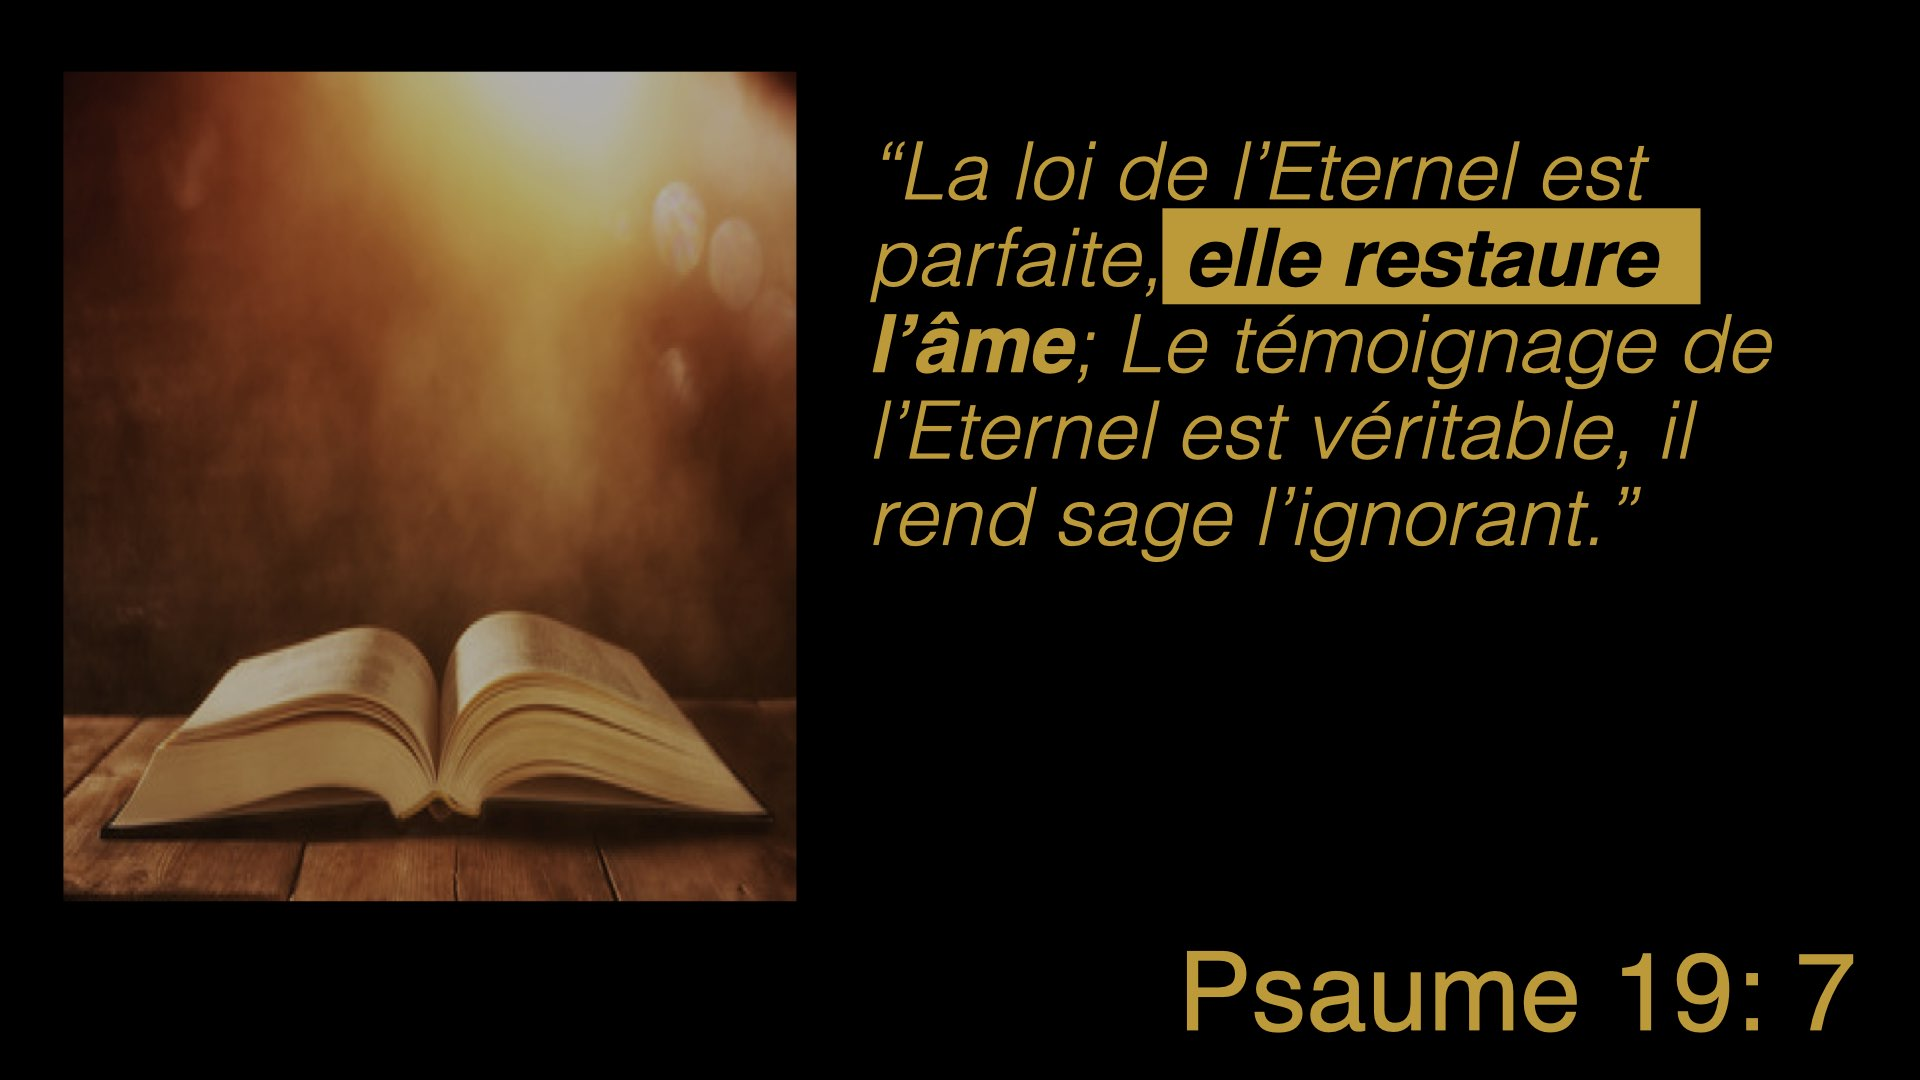 “La loi de l’Eternel est
parfaite, elle restaure
l’âme; Le témoignage de
l’Eternel est véritable, il
rend sage l’ignorant.”
Psaume 19: 7